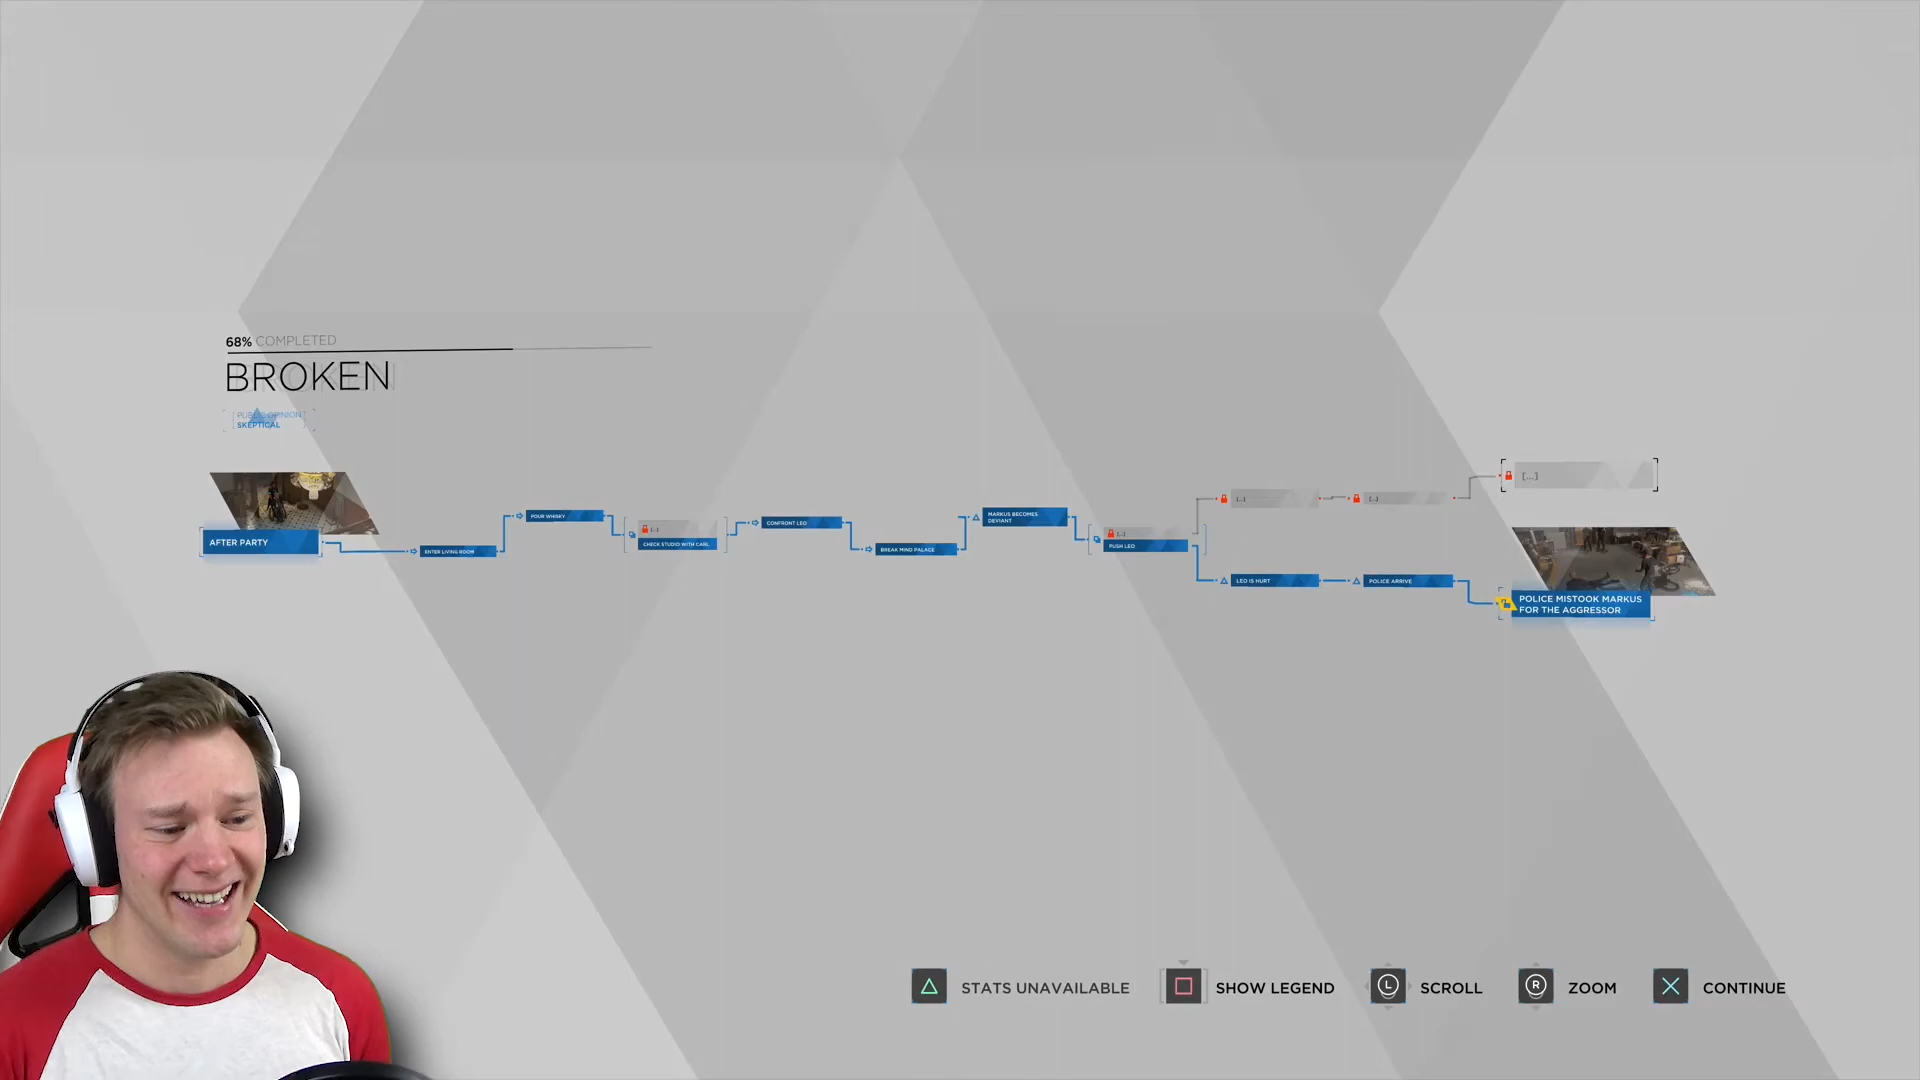 68% COMPLETED
BROKEN
PUBLIC OPINION
SKEPTICAL
AFTER PARTY
ENTER LIVING ROOM
POUR WHISKY
[...]
CHECK STUDIO WITH CARL
CONFRONT LEO
BREAK MIND PALACE
MARKUS BECOMES
DEVIANT
[...]
PUSH LEO
[...]
[...]
[...]
LEO IS HURT
POLICE ARRIVE
POLICE MISTOOK MARKUS
FOR THE AGGRESSOR
STATS UNAVAILABLE
SHOW LEGEND
L
SCROLL
R
ZOOM
CONTINUE